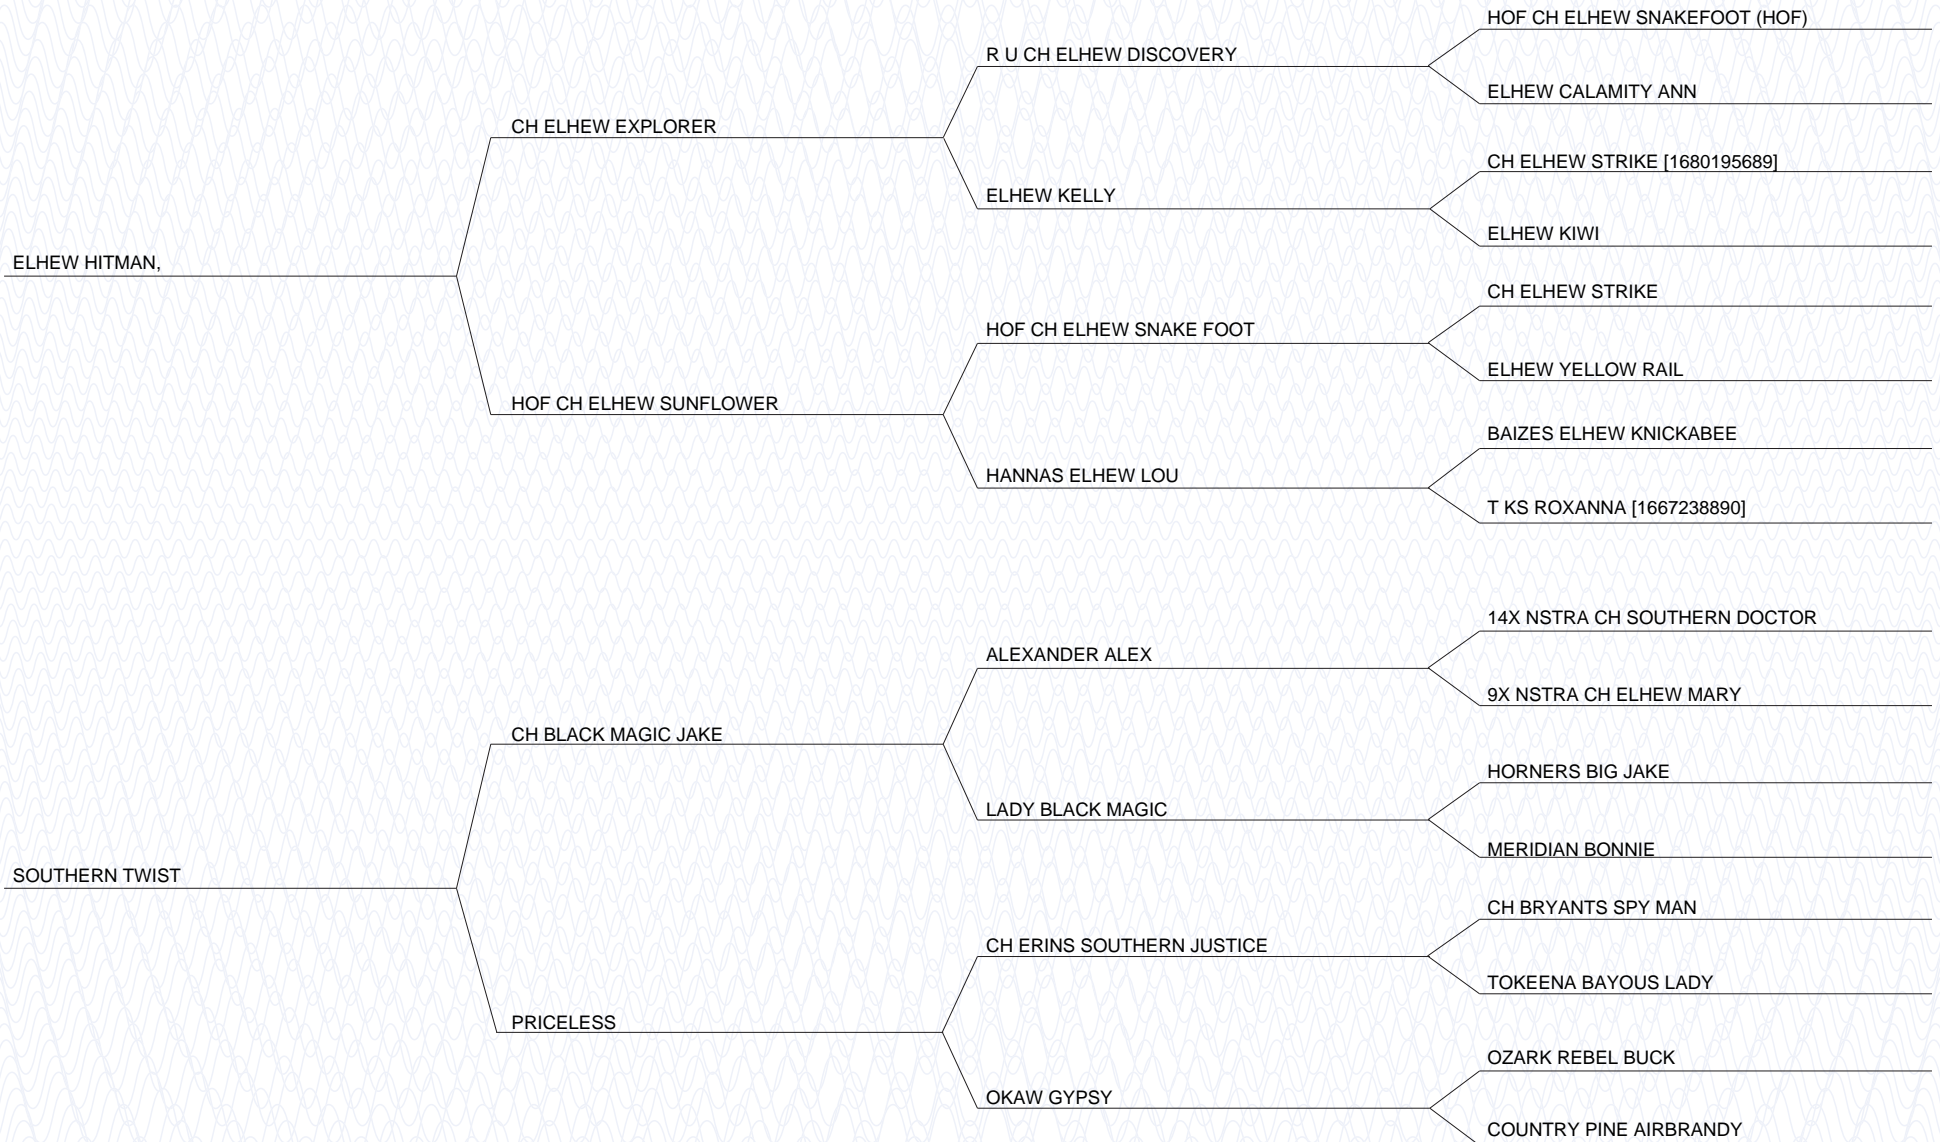 HOF CH ELHEW SNAKEFOOT (HOF)
R U CH ELHEW DISCOVERY
ELHEW CALAMITY ANN
CH ELHEW EXPLORER
CH ELHEW STRIKE [1680195689]
ELHEW KELLY
ELHEW KIWI
ELHEW HITMAN,
CH ELHEW STRIKE
HOF CH ELHEW SNAKE FOOT
ELHEW YELLOW RAIL
HOF CH ELHEW SUNFLOWER
BAIZES ELHEW KNICKABEE
HANNAS ELHEW LOU
T KS ROXANNA [1667238890]
14X NSTRA CH SOUTHERN DOCTOR
ALEXANDER ALEX
9X NSTRA CH ELHEW MARY
CH BLACK MAGIC JAKE
HORNERS BIG JAKE
LADY BLACK MAGIC
MERIDIAN BONNIE
SOUTHERN TWIST
CH BRYANTS SPY MAN
CH ERINS SOUTHERN JUSTICE
TOKEENA BAYOUS LADY
PRICELESS
OZARK REBEL BUCK
OKAW GYPSY
COUNTRY PINE AIRBRANDY